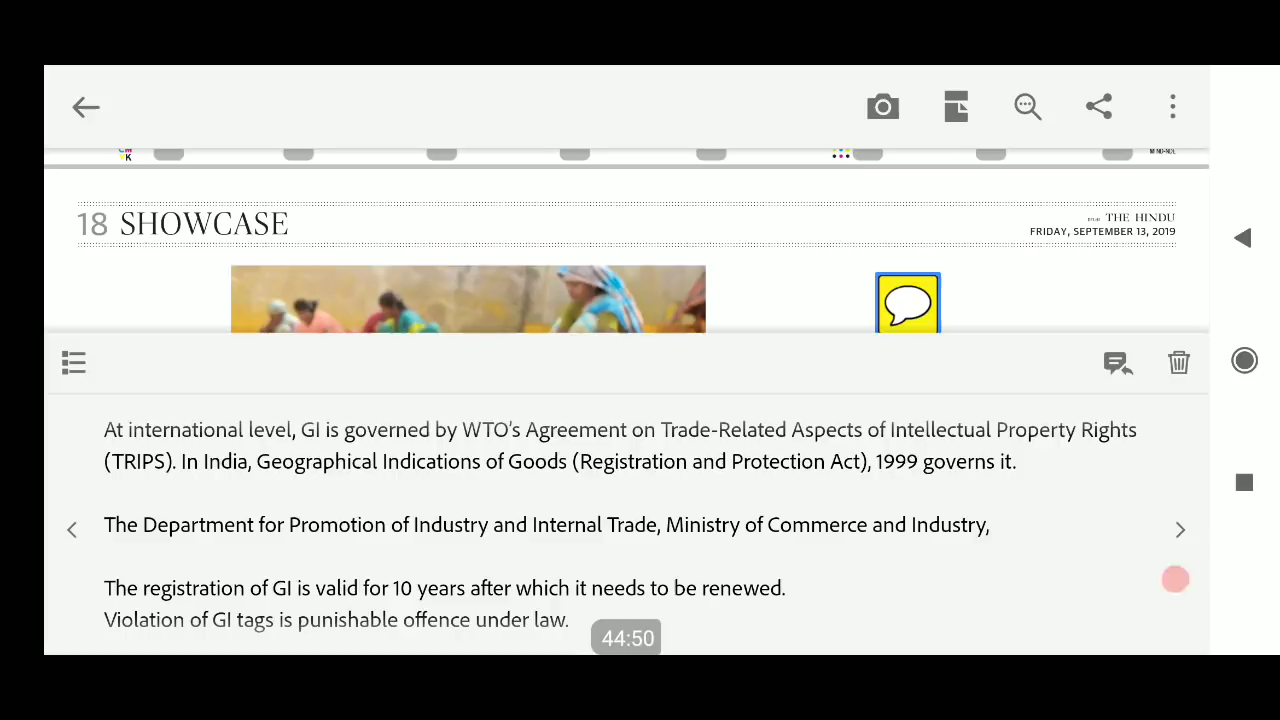 18 SHOWCASE
THE HINDU
FRIDAY, SEPTEMBER 13, 2019
At international level, GI is governed by WTO’s Agreement on Trade-Related Aspects of Intellectual Property Rights
(TRIPS). In India, Geographical Indications of Goods (Registration and Protection Act), 1999 governs it.
The Department for Promotion of Industry and Internal Trade, Ministry of Commerce and Industry,
The registration of GI is valid for 10 years after which it needs to be renewed.
Violation of GI tags is punishable offence under law.
44:50